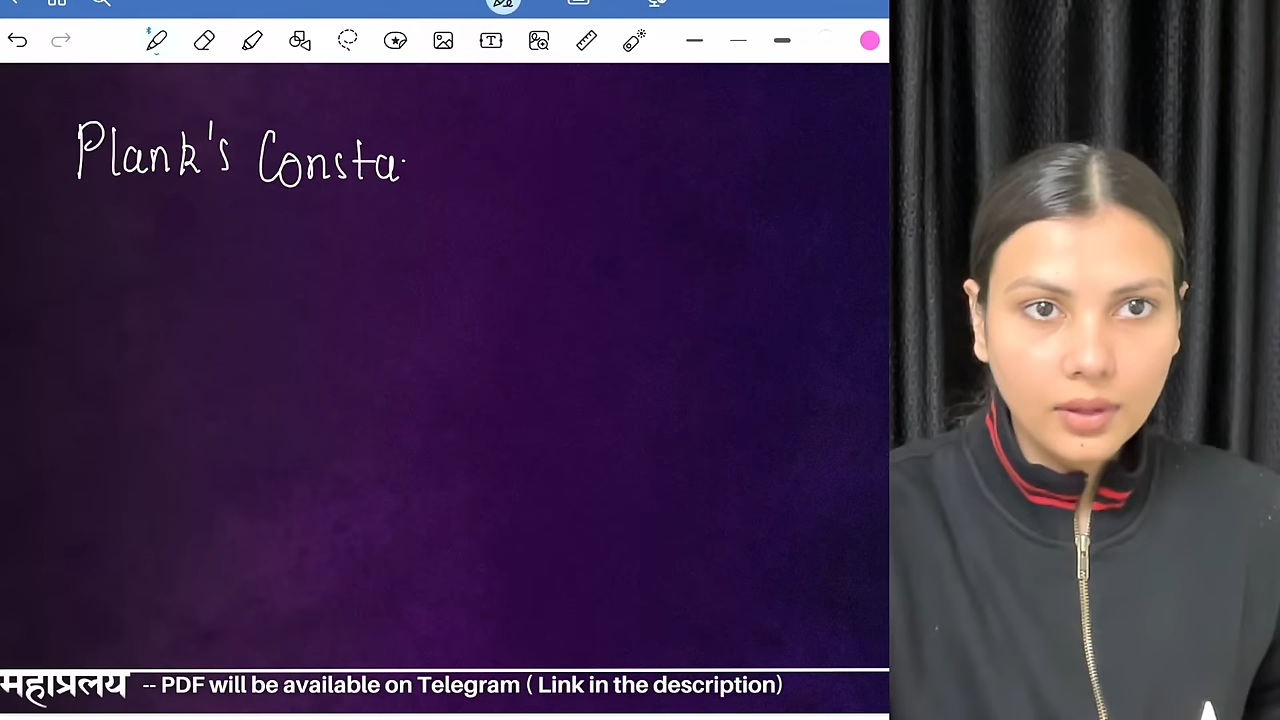 Plank's Consta
महाप्रलय -- PDF will be available on Telegram ( Link in the description)